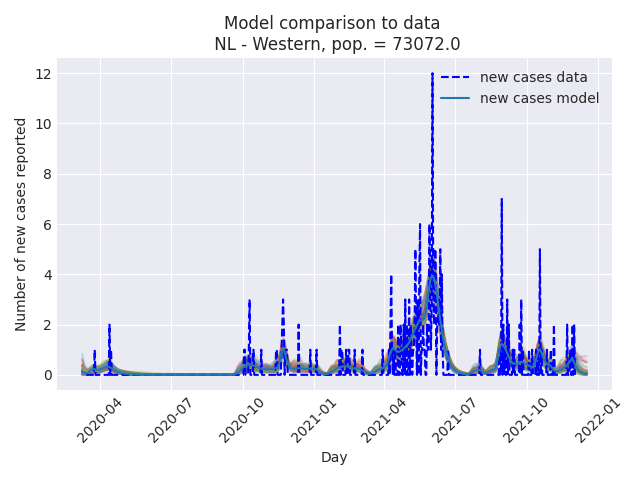 Model comparison to data
NL - Western, pop. = 73072.0
new cases data
new cases model
Number of new cases reported
12
10
8
6
4
2
0
2020-04
2020-07
2020-10
2021-01
2021-04
2021-07
2021-10
2022-01
Day